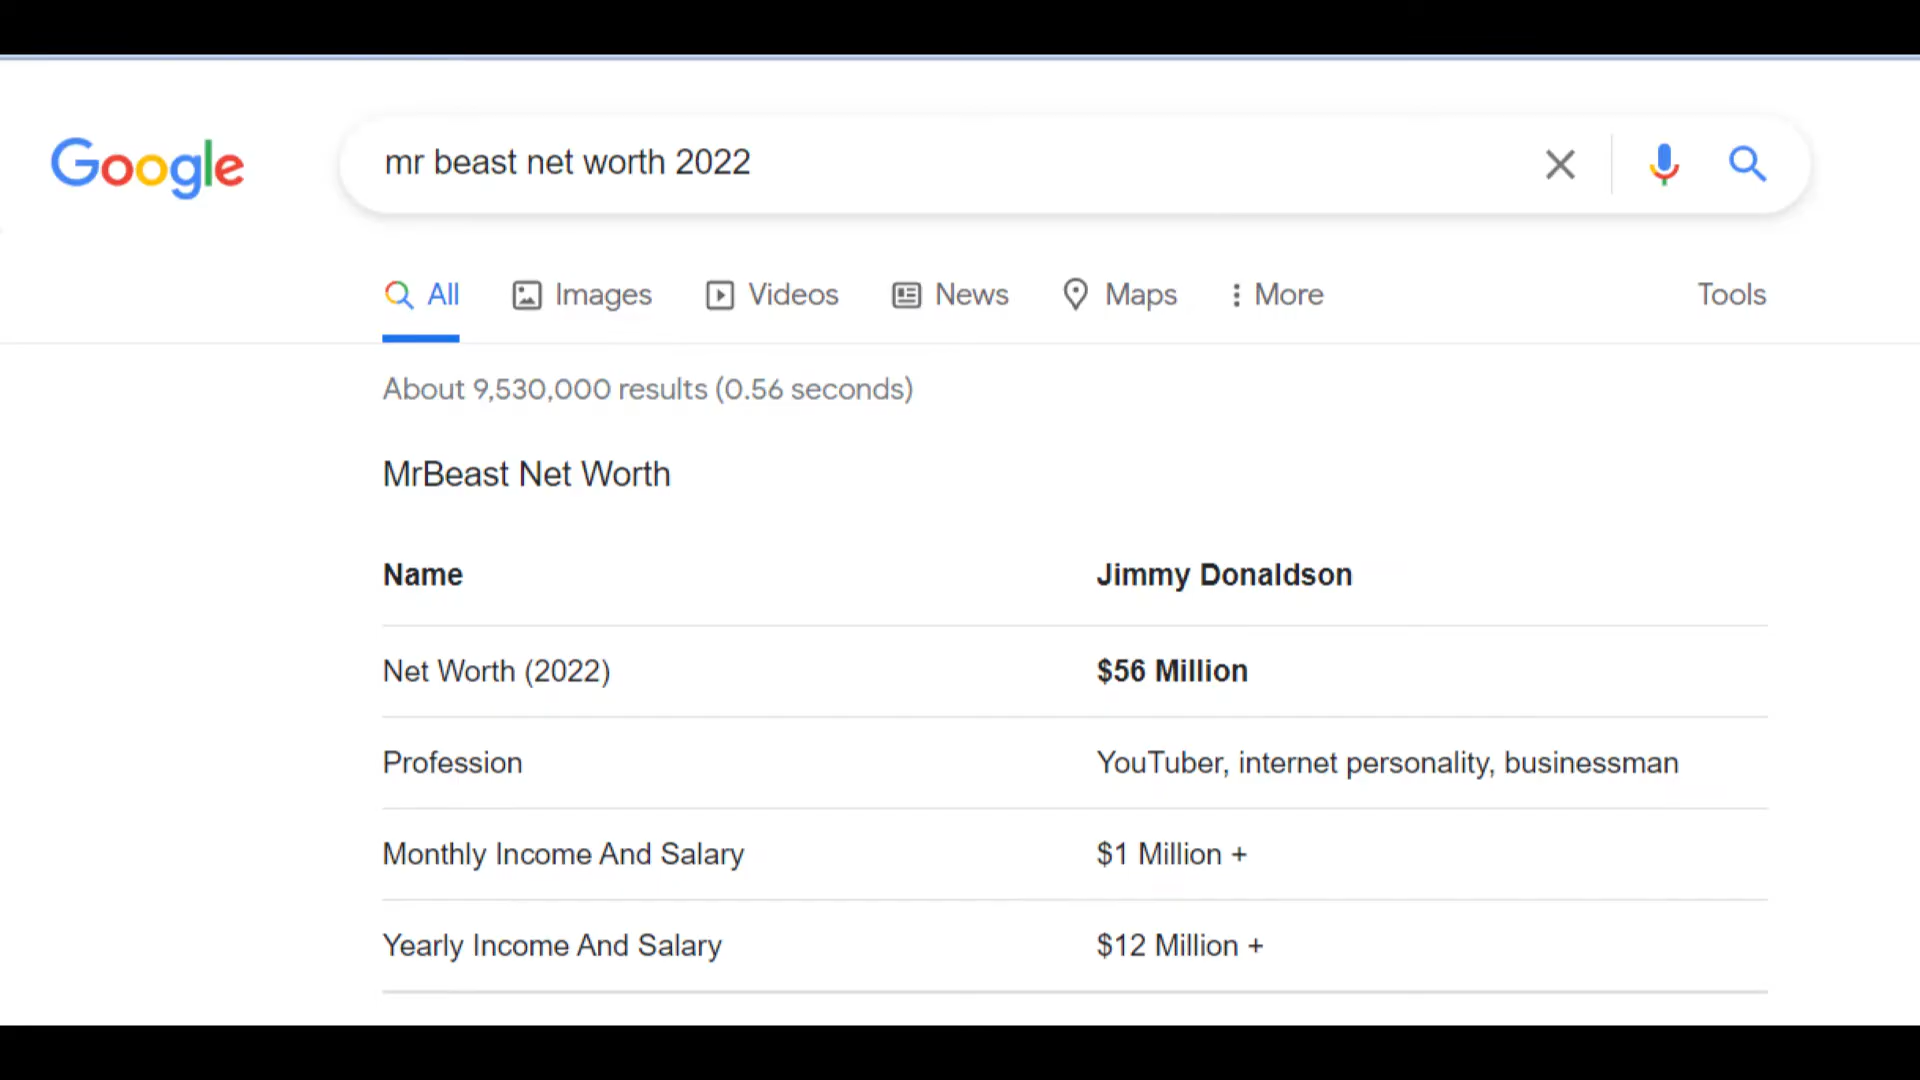 Google
mr beast net worth 2022
All Images Videos News Maps More Tools
About 9,530,000 results (0.56 seconds)
MrBeast Net Worth
Name Jimmy Donaldson
Net Worth (2022) $56 Million
Profession YouTuber, internet personality, businessman
Monthly Income And Salary $1 Million +
Yearly Income And Salary $12 Million +